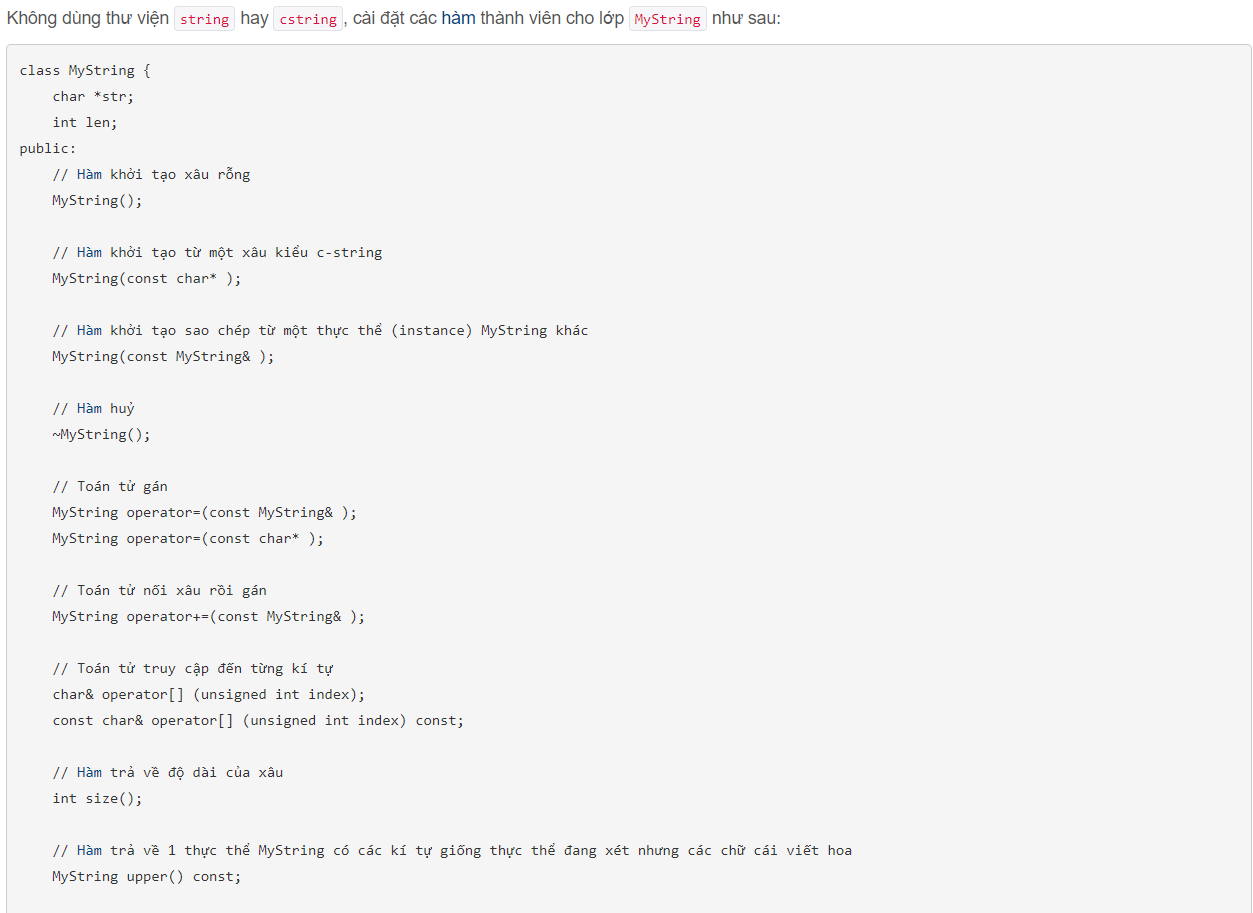 Không dùng thư viện string hay cstring, cài đặt các hàm thành viên cho lớp MyString như sau:
class MyString {
    char *str;
    int len;
public:
    // Hàm khởi tạo xâu rỗng
    MyString();
    // Hàm khởi tạo từ một xâu kiểu c-string
    MyString(const char* );
    // Hàm khởi tạo sao chép từ một thực thể (instance) MyString khác
    MyString(const MyString& );
    // Hàm huỷ
    ~MyString();
    // Toán tử gán
    MyString operator=(const MyString& );
    MyString operator=(const char* );
    // Toán tử nối xâu rồi gán
    MyString operator+=(const MyString& );
    // Toán tử truy cập đến từng kí tự
    char& operator[] (unsigned int index);
    const char& operator[] (unsigned int index) const;
    // Hàm trả về độ dài của xâu
    int size();
    // Hàm trả về 1 thực thể MyString có các kí tự giống thực thể đang xét nhưng các chữ cái viết hoa
    MyString upper() const;